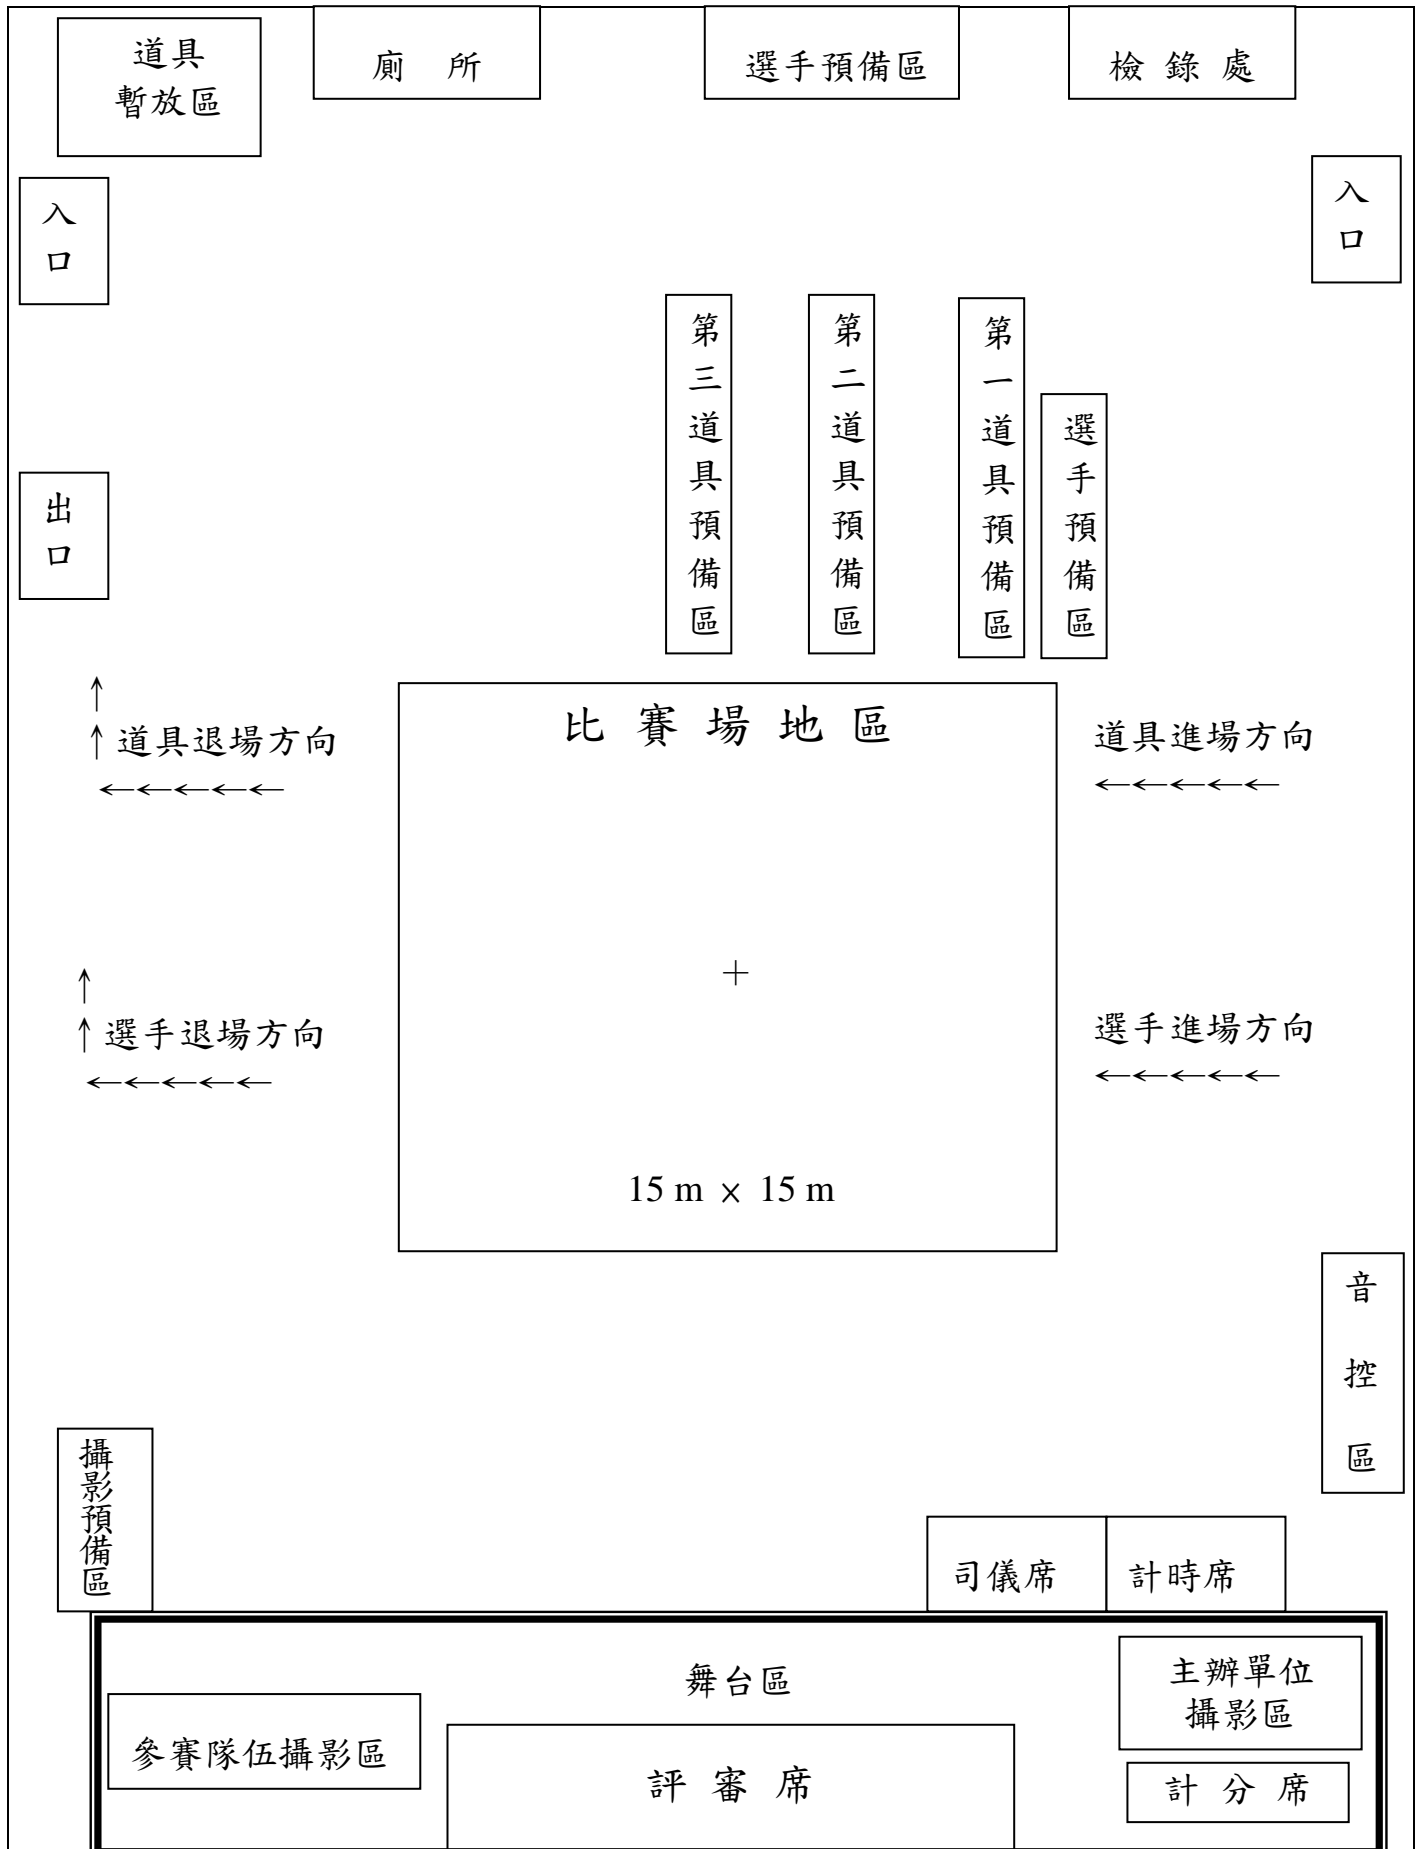 道具
暫放區
廁 所
選手預備區
檢 錄 處
入口
入口
第三道具預備區
第二道具預備區
第一道具預備區
選手預備區
出口
↑
↑道具退場方向
←←←←←
比 賽 場 地 區
道具進場方向
←←←←←
+
↑
↑選手退場方向
←←←←←
選手進場方向
←←←←←
15 m × 15 m
音控區
攝影預備區
司儀席
計時席
舞台區
主辦單位
攝影區
參賽隊伍攝影區
評 審 席
計 分 席